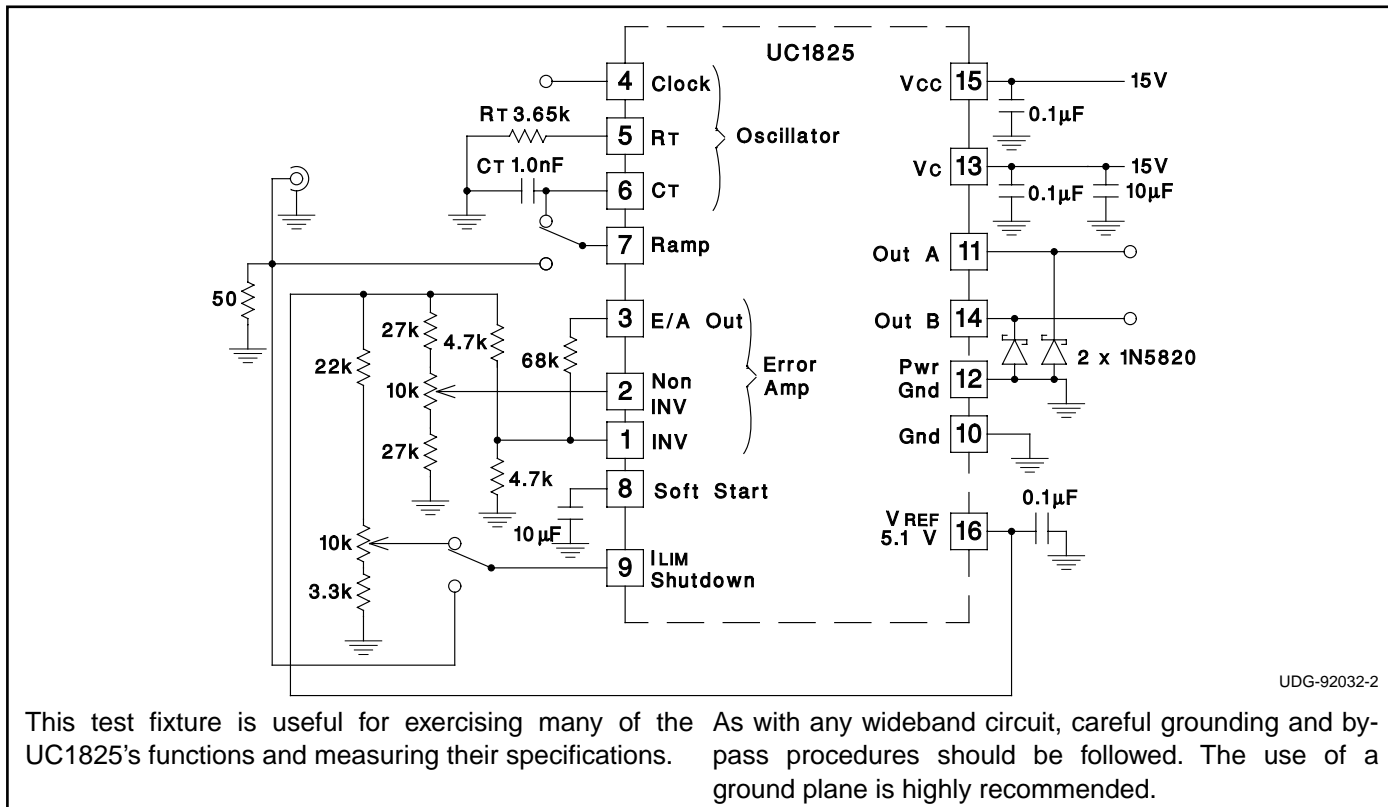 UC1825
4 Clock
RT 3.65k
5 RT
Oscillator
CT 1.0nF
6 CT
7 Ramp
50
3 E/A Out
27k
4.7k
68k
22k
10k
2 Non INV
Error Amp
1 INV
27k
4.7k
8 Soft Start
10µF
10k
9 ILIM Shutdown
3.3k
Vcc 15
15V
0.1µF
Vc 13
15V
0.1µF
10µF
Out A 11
Out B 14
2 x 1N5820
Pwr Gnd 12
Gnd 10
0.1µF
VREF 5.1 V 16
UDG-92032-2
This test fixture is useful for exercising many of the
UC1825's functions and measuring their specifications.
As with any wideband circuit, careful grounding and by-
pass procedures should be followed. The use of a
ground plane is highly recommended.